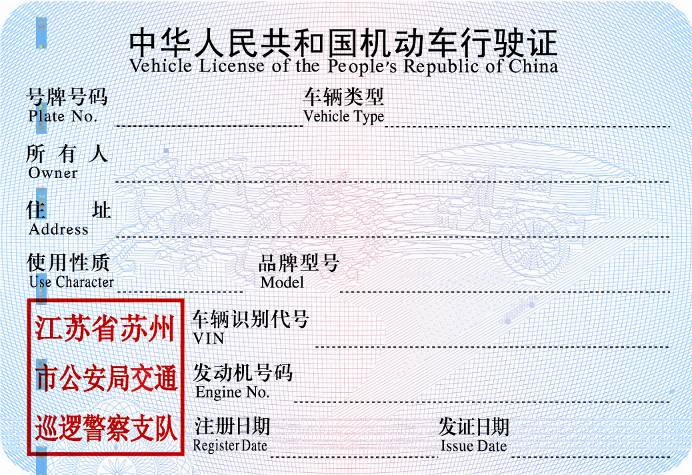 中华人民共和国机动车行驶证
Vehicle License of the People's Republic of China
号牌号码 车辆类型
Plate No. Vehicle Type
所有人
Owner
住址
Address
使用性质 品牌型号
Use Character Model
江苏省苏州
市公安局交通
巡逻警察支队
车辆识别代号
VIN
发动机号码
Engine No.
注册日期 发证日期
Register Date Issue Date